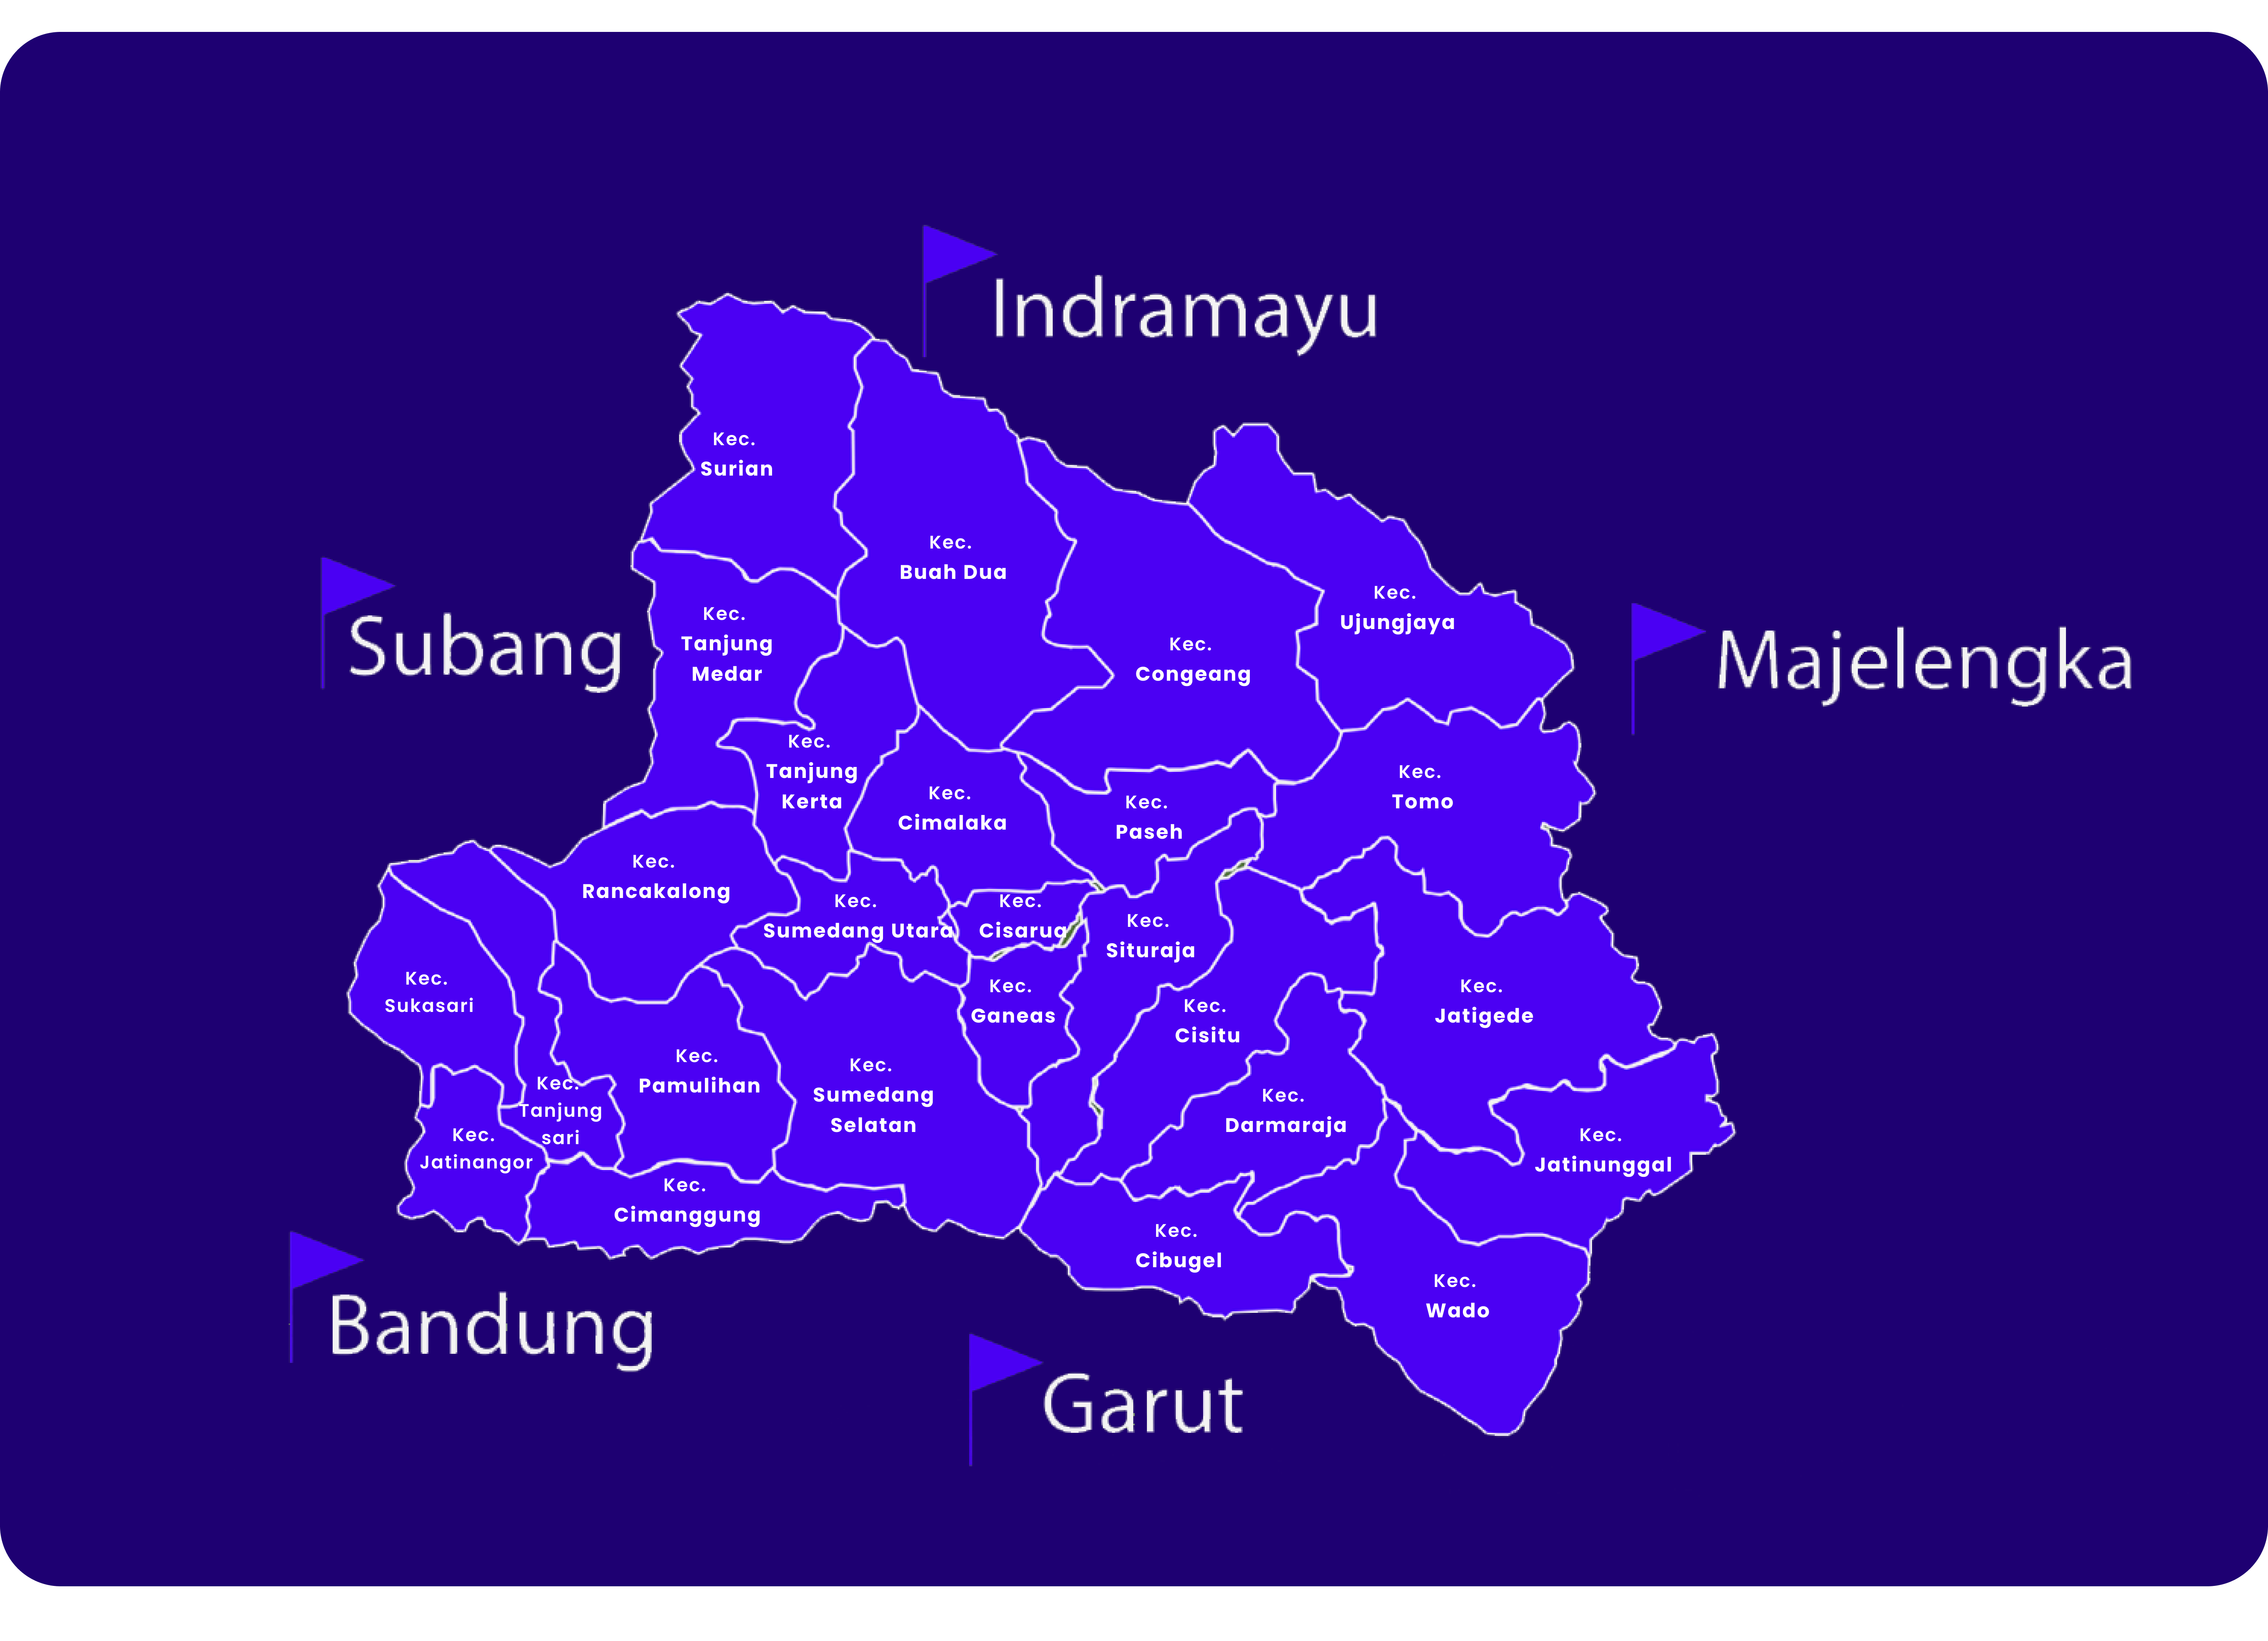 Indramayu
Kec.
Surian
Kec.
Buah Dua
Kec.
Ujungjaya
Subang
Kec.
Tanjung
Medar
Kec.
Congeang
Majelengka
Kec.
Tanjung
Kerta
Kec.
Cimalaka
Kec.
Paseh
Kec.
Tomo
Kec.
Rancakalong
Kec.
Sumedang Utara
Kec.
Cisarua
Kec.
Situraja
Kec.
Sukasari
Kec.
Ganeas
Kec.
Cisitu
Kec.
Jatigede
Kec.
Tanjung
sari
Kec.
Pamulihan
Kec.
Sumedang
Selatan
Kec.
Darmaraja
Kec.
Jatinangor
Kec.
Jatinunggal
Kec.
Cimanggung
Kec.
Cibugel
Kec.
Wado
Bandung
Garut